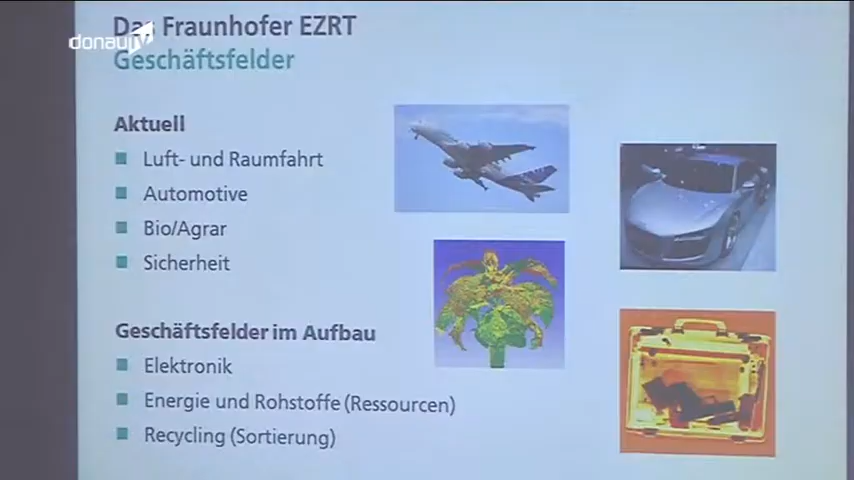 donau TV
Das Fraunhofer EZRT
Geschäftsfelder
Aktuell
Luft- und Raumfahrt
Automotive
Bio/Agrar
Sicherheit
Geschäftsfelder im Aufbau
Elektronik
Energie und Rohstoffe (Ressourcen)
Recycling (Sortierung)